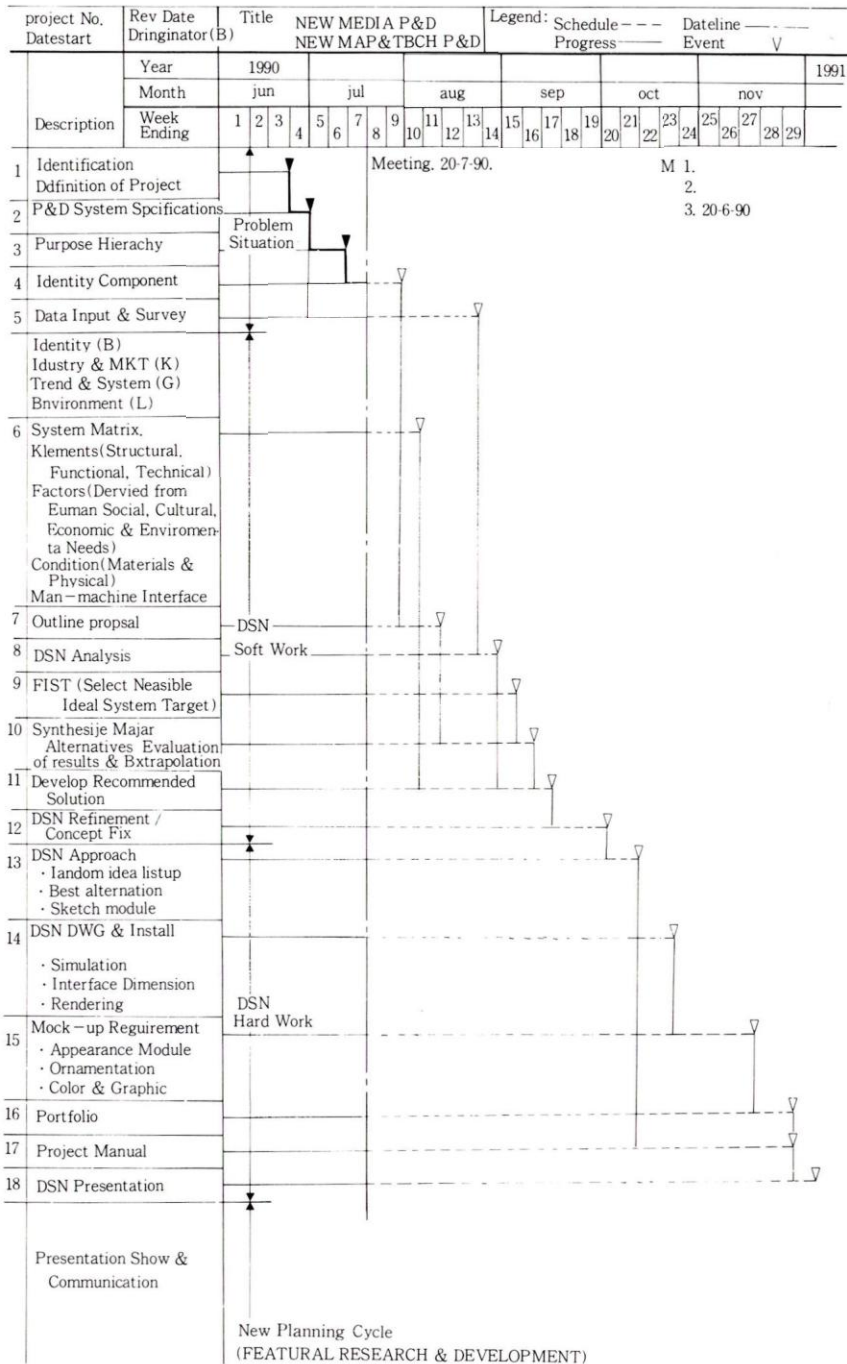 project No.
Datestart
Rev Date
Dringinator (B)
Title
NEW MEDIA P&D
NEW MAP&TBCH P&D
Legend: Schedule Dateline
Progress Event
Year 1990 1991
Month jun jul aug sep oct nov
Description Week Ending 1 2 3 4 5 6 7 8 9 10 11 12 13 14 15 16 17 18 19 20 21 22 23 24 25 26 27 28 29
1 Identification
Ddfinition of Project
Meeting. 20-7-90.
M 1.
2.
3. 20-6-90
2 P&D System Spcifications
Problem
Situation
3 Purpose Hierachy
4 Identity Component
5 Data Input & Survey
Identity (B)
Idustry & MKT (K)
Trend & System (G)
Bnvironment (L)
6 System Matrix.
Klements(Structural.
Functional, Technical)
Factors(Dervied from
Euman Social, Cultural,
Economic & Enviromen-
ta Needs)
Condition(Materials &
Physical)
Man-machine Interface
7 Outline propsal
DSN
Soft Work
8 DSN Analysis
9 FIST (Select Neasible
Ideal System Target)
10 Synthesije Majar
Alternatives Evaluation
of results & Bxtrapolation
11 Develop Recommended
Solution
12 DSN Refinement /
Concept Fix
13 DSN Approach
· Iandom idea listup
· Best alternation
· Sketch module
14 DSN DWG & Install
· Simulation
· Interface Dimension
· Rendering
DSN
Hard Work
15 Mock-up Reguirement
· Appearance Module
· Ornamentation
· Color & Graphic
16 Portfolio
17 Project Manual
18 DSN Presentation
Presentation Show &
Communication
New Planning Cycle
(FEATURAL RESEARCH & DEVELOPMENT)